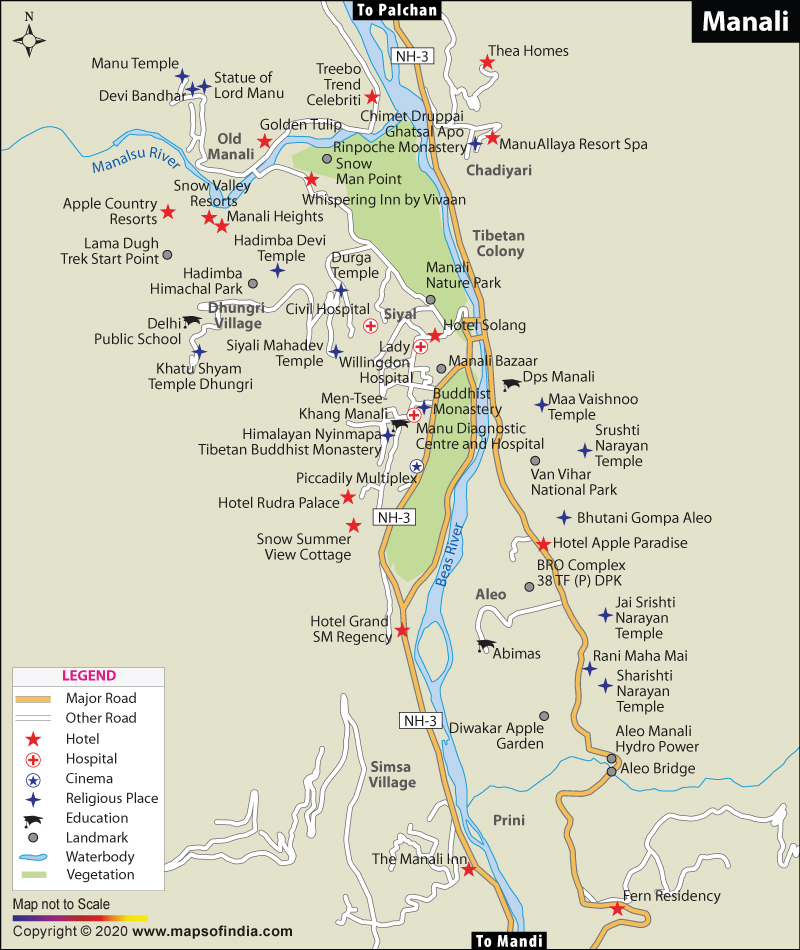 To Palchan
Manali
N
NH-3
Thea Homes
Manu Temple
Devi Bandhar
Statue of
Lord Manu
Treebo
Trend
Celebriti
Golden Tulip
Chimet Druppai
Ghatsal Apo
Rinpoche Monastery
ManuAllaya Resort Spa
Chadiyari
Old
Manali
Manalsu River
Snow
Man Point
Snow Valley
Resorts
Whispering Inn by Vivaan
Apple Country
Resorts
Manali Heights
Lama Dugh
Trek Start Point
Hadimba Devi
Temple
Tibetan
Colony
Durga
Temple
Hadimba
Himachal Park
Manali
Nature Park
Dhungri
Village
Civil Hospital
Siyal
Delhi
Public School
Hotel Solang
Siyali Mahadev
Temple
Lady
Willingdon
Hospital
Manali Bazaar
Khatu Shyam
Temple Dhungri
Dps Manali
Men-Tsee-
Khang Manali
Buddhist
Monastery
Maa Vaishnoo
Temple
Himalayan Nyinmapa
Tibetan Buddhist Monastery
Manu Diagnostic
Centre and Hospital
Srushti
Narayan
Temple
Piccadily Multiplex
Van Vihar
National Park
Hotel Rudra Palace
NH-3
Bhutani Gompa Aleo
Snow Summer
View Cottage
Beas River
Hotel Apple Paradise
BRO Complex
38 TF (P) DPK
Aleo
Jai Srishti
Narayan
Temple
Hotel Grand
SM Regency
Abimas
Rani Maha Mai
Sharishti
Narayan
Temple
NH-3
Diwakar Apple
Garden
Aleo Manali
Hydro Power
Aleo Bridge
Simsa
Village
Prini
The Manali Inn
Fern Residency
To Mandi
LEGEND
Major Road
Other Road
Hotel
Hospital
Cinema
Religious Place
Education
Landmark
Waterbody
Vegetation
Map not to Scale
Copyright © 2020 www.mapsofindia.com